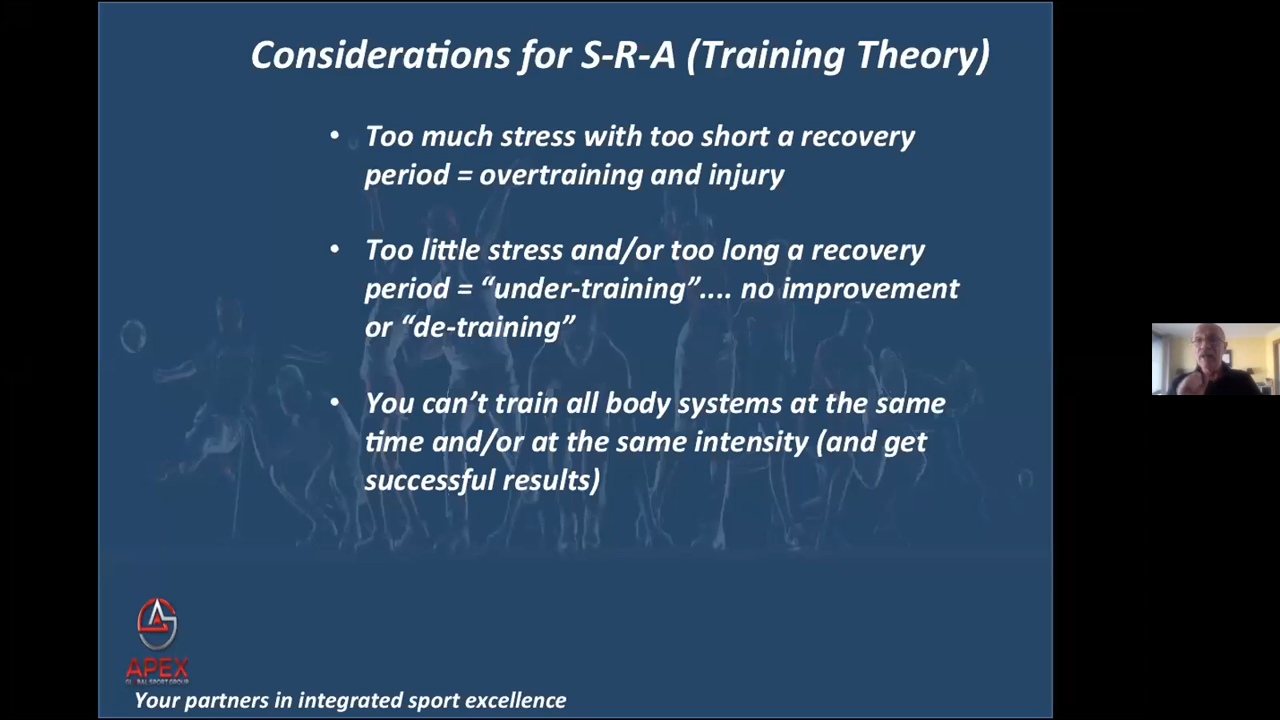 Considerations for S-R-A (Training Theory)
• Too much stress with too short a recovery
period = overtraining and injury
• Too little stress and/or too long a recovery
period = “under-training”.... no improvement
or “de-training”
• You can’t train all body systems at the same
time and/or at the same intensity (and get
successful results)
APEX
GLOBAL SPORT GROUP
Your partners in integrated sport excellence